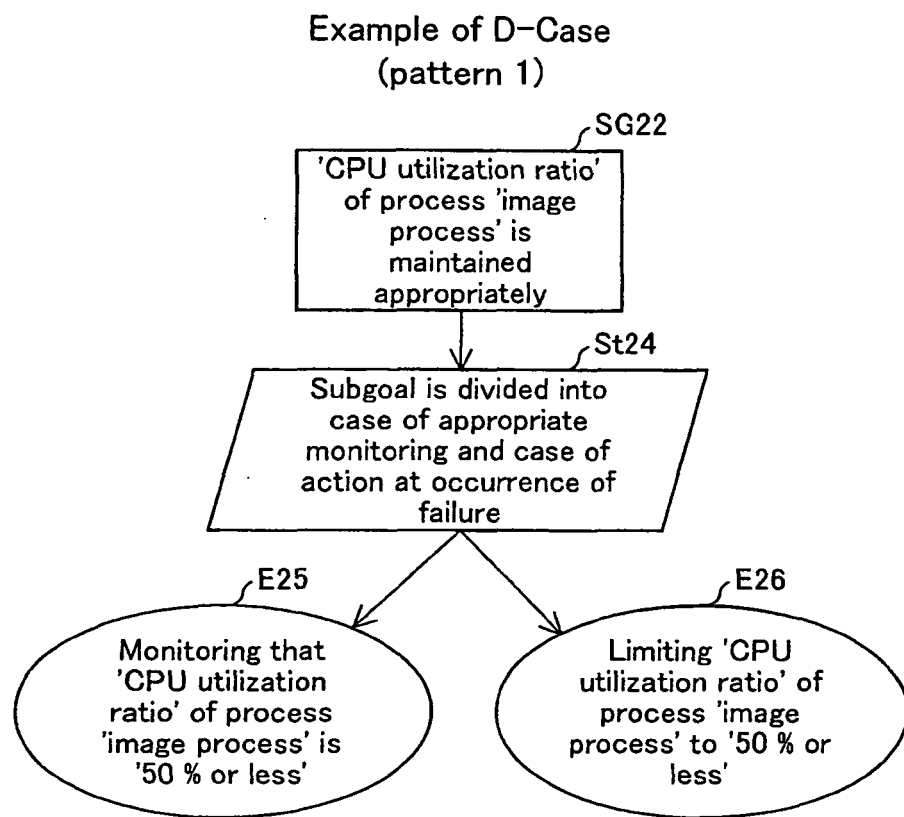 Example of D-Case
(pattern 1)
SG22
'CPU utilization ratio'
of process 'image
process' is
maintained
appropriately
St24
Subgoal is divided into
case of appropriate
monitoring and case of
action at occurrence of
failure
E25
Monitoring that
'CPU utilization
ratio' of process
'image process' is
'50 % or less'
E26
Limiting 'CPU
utilization ratio' of
process 'image
process' to '50 % or
less'